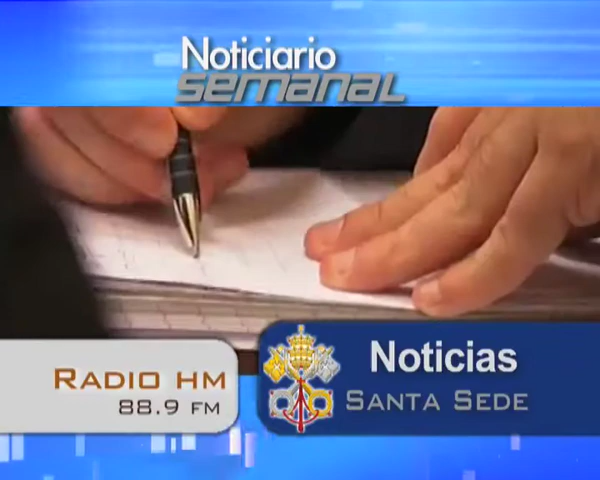 Noticiario
semanal
RADIO HM
88.9 FM
Noticias
SANTA SEDE